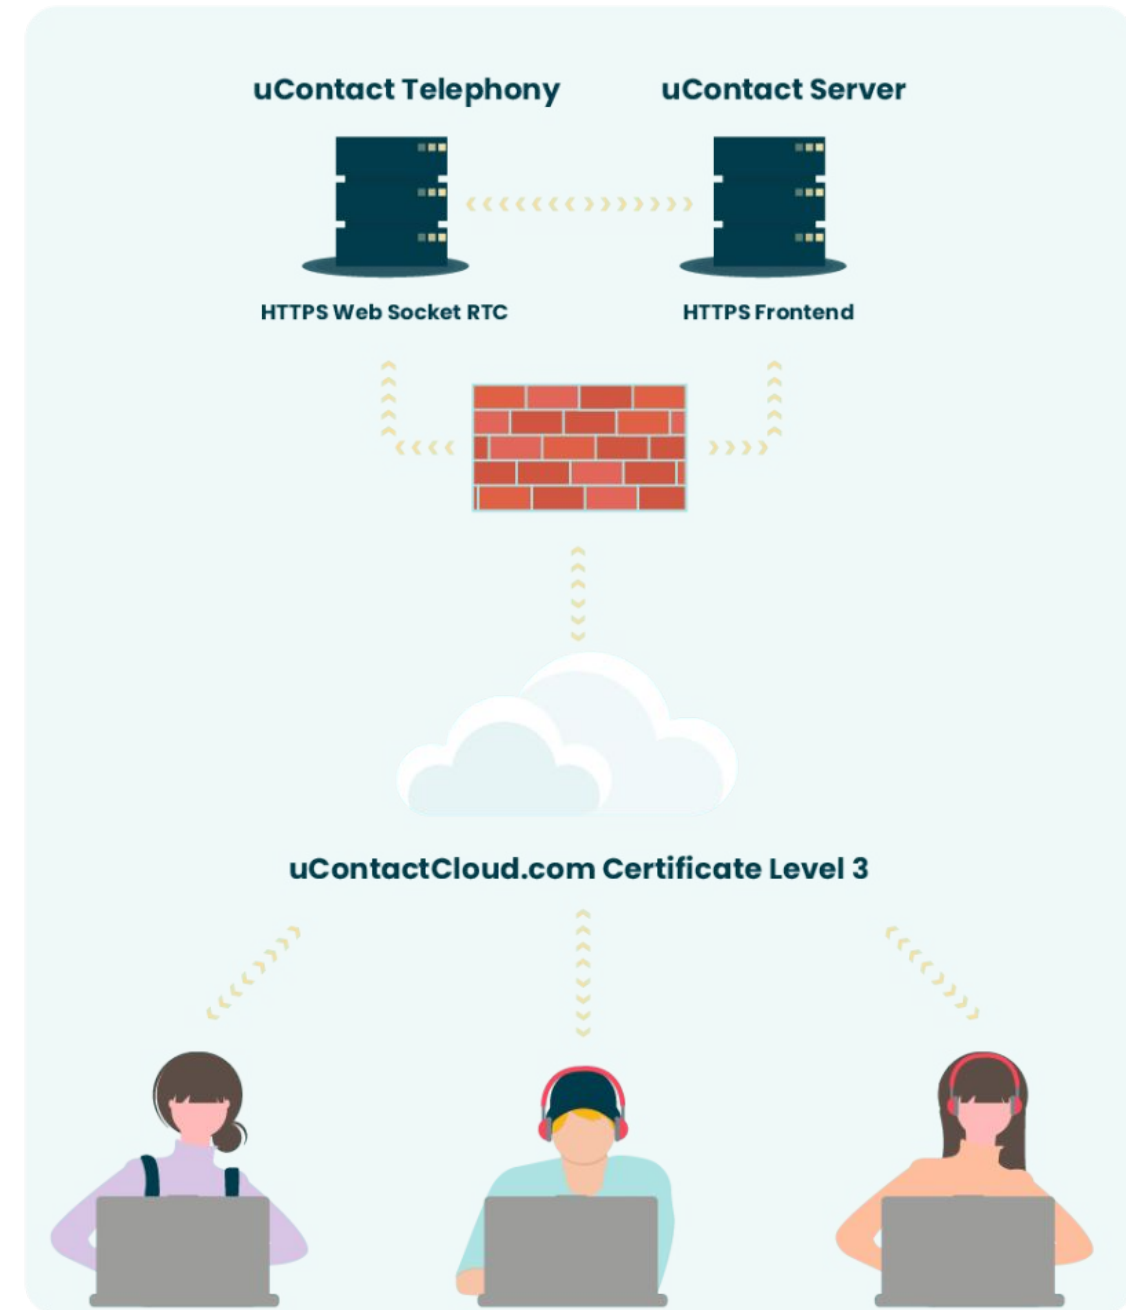 uContact Telephony
uContact Server
HTTPS Web Socket RTC
HTTPS Frontend
uContactCloud.com Certificate Level 3